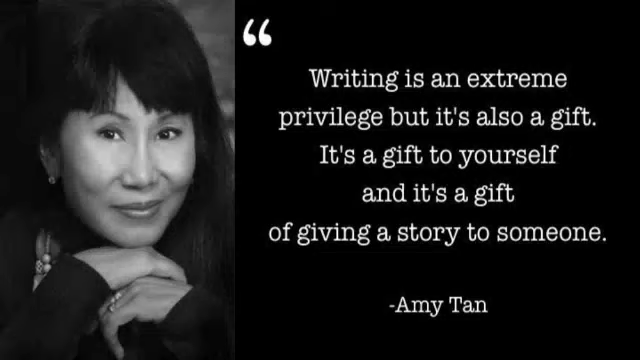 “
Writing is an extreme
privilege but it's also a gift.
It's a gift to yourself
and it's a gift
of giving a story to someone.
-Amy Tan